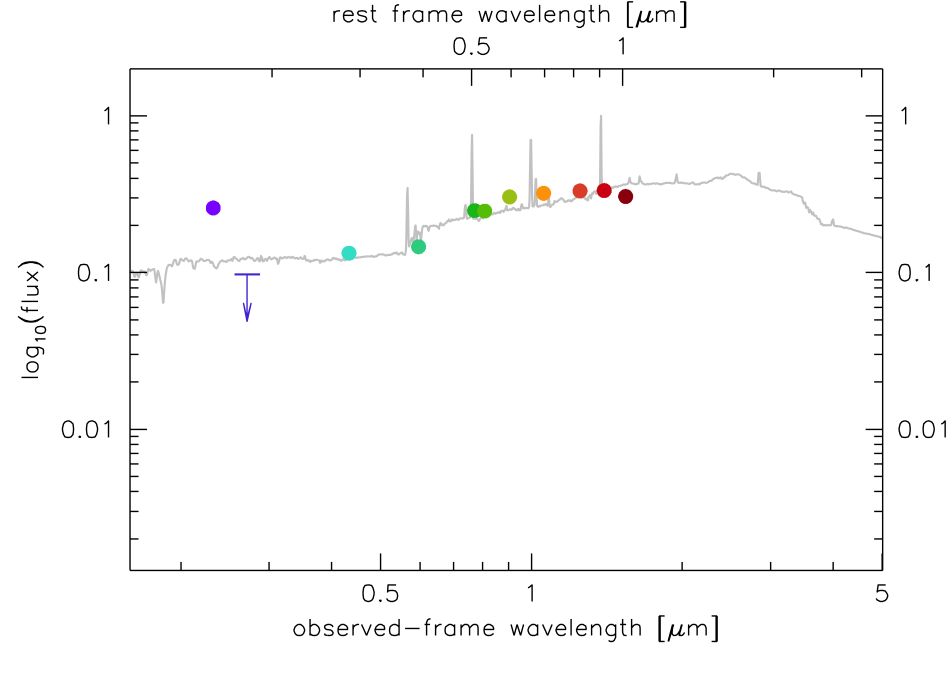 rest frame wavelength [μm]
0.5 1
1 1
0.1 0.1
0.01 0.01
log10(flux)
0.5 1 5
observed-frame wavelength [μm]